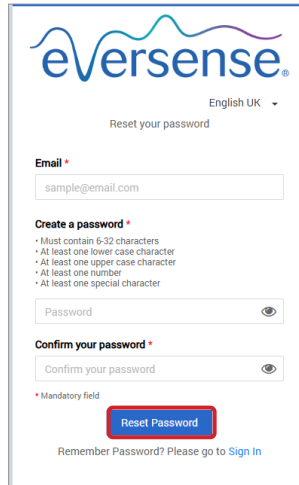 eversense®
English UK
Reset your password
Email *
sample@email.com
Create a password *
• Must contain 6-32 characters
• At least one lower case character
• At least one upper case character
• At least one number
• At least one special character
Password
Confirm your password *
Confirm your password
* Mandatory field
Reset Password
Remember Password? Please go to Sign In